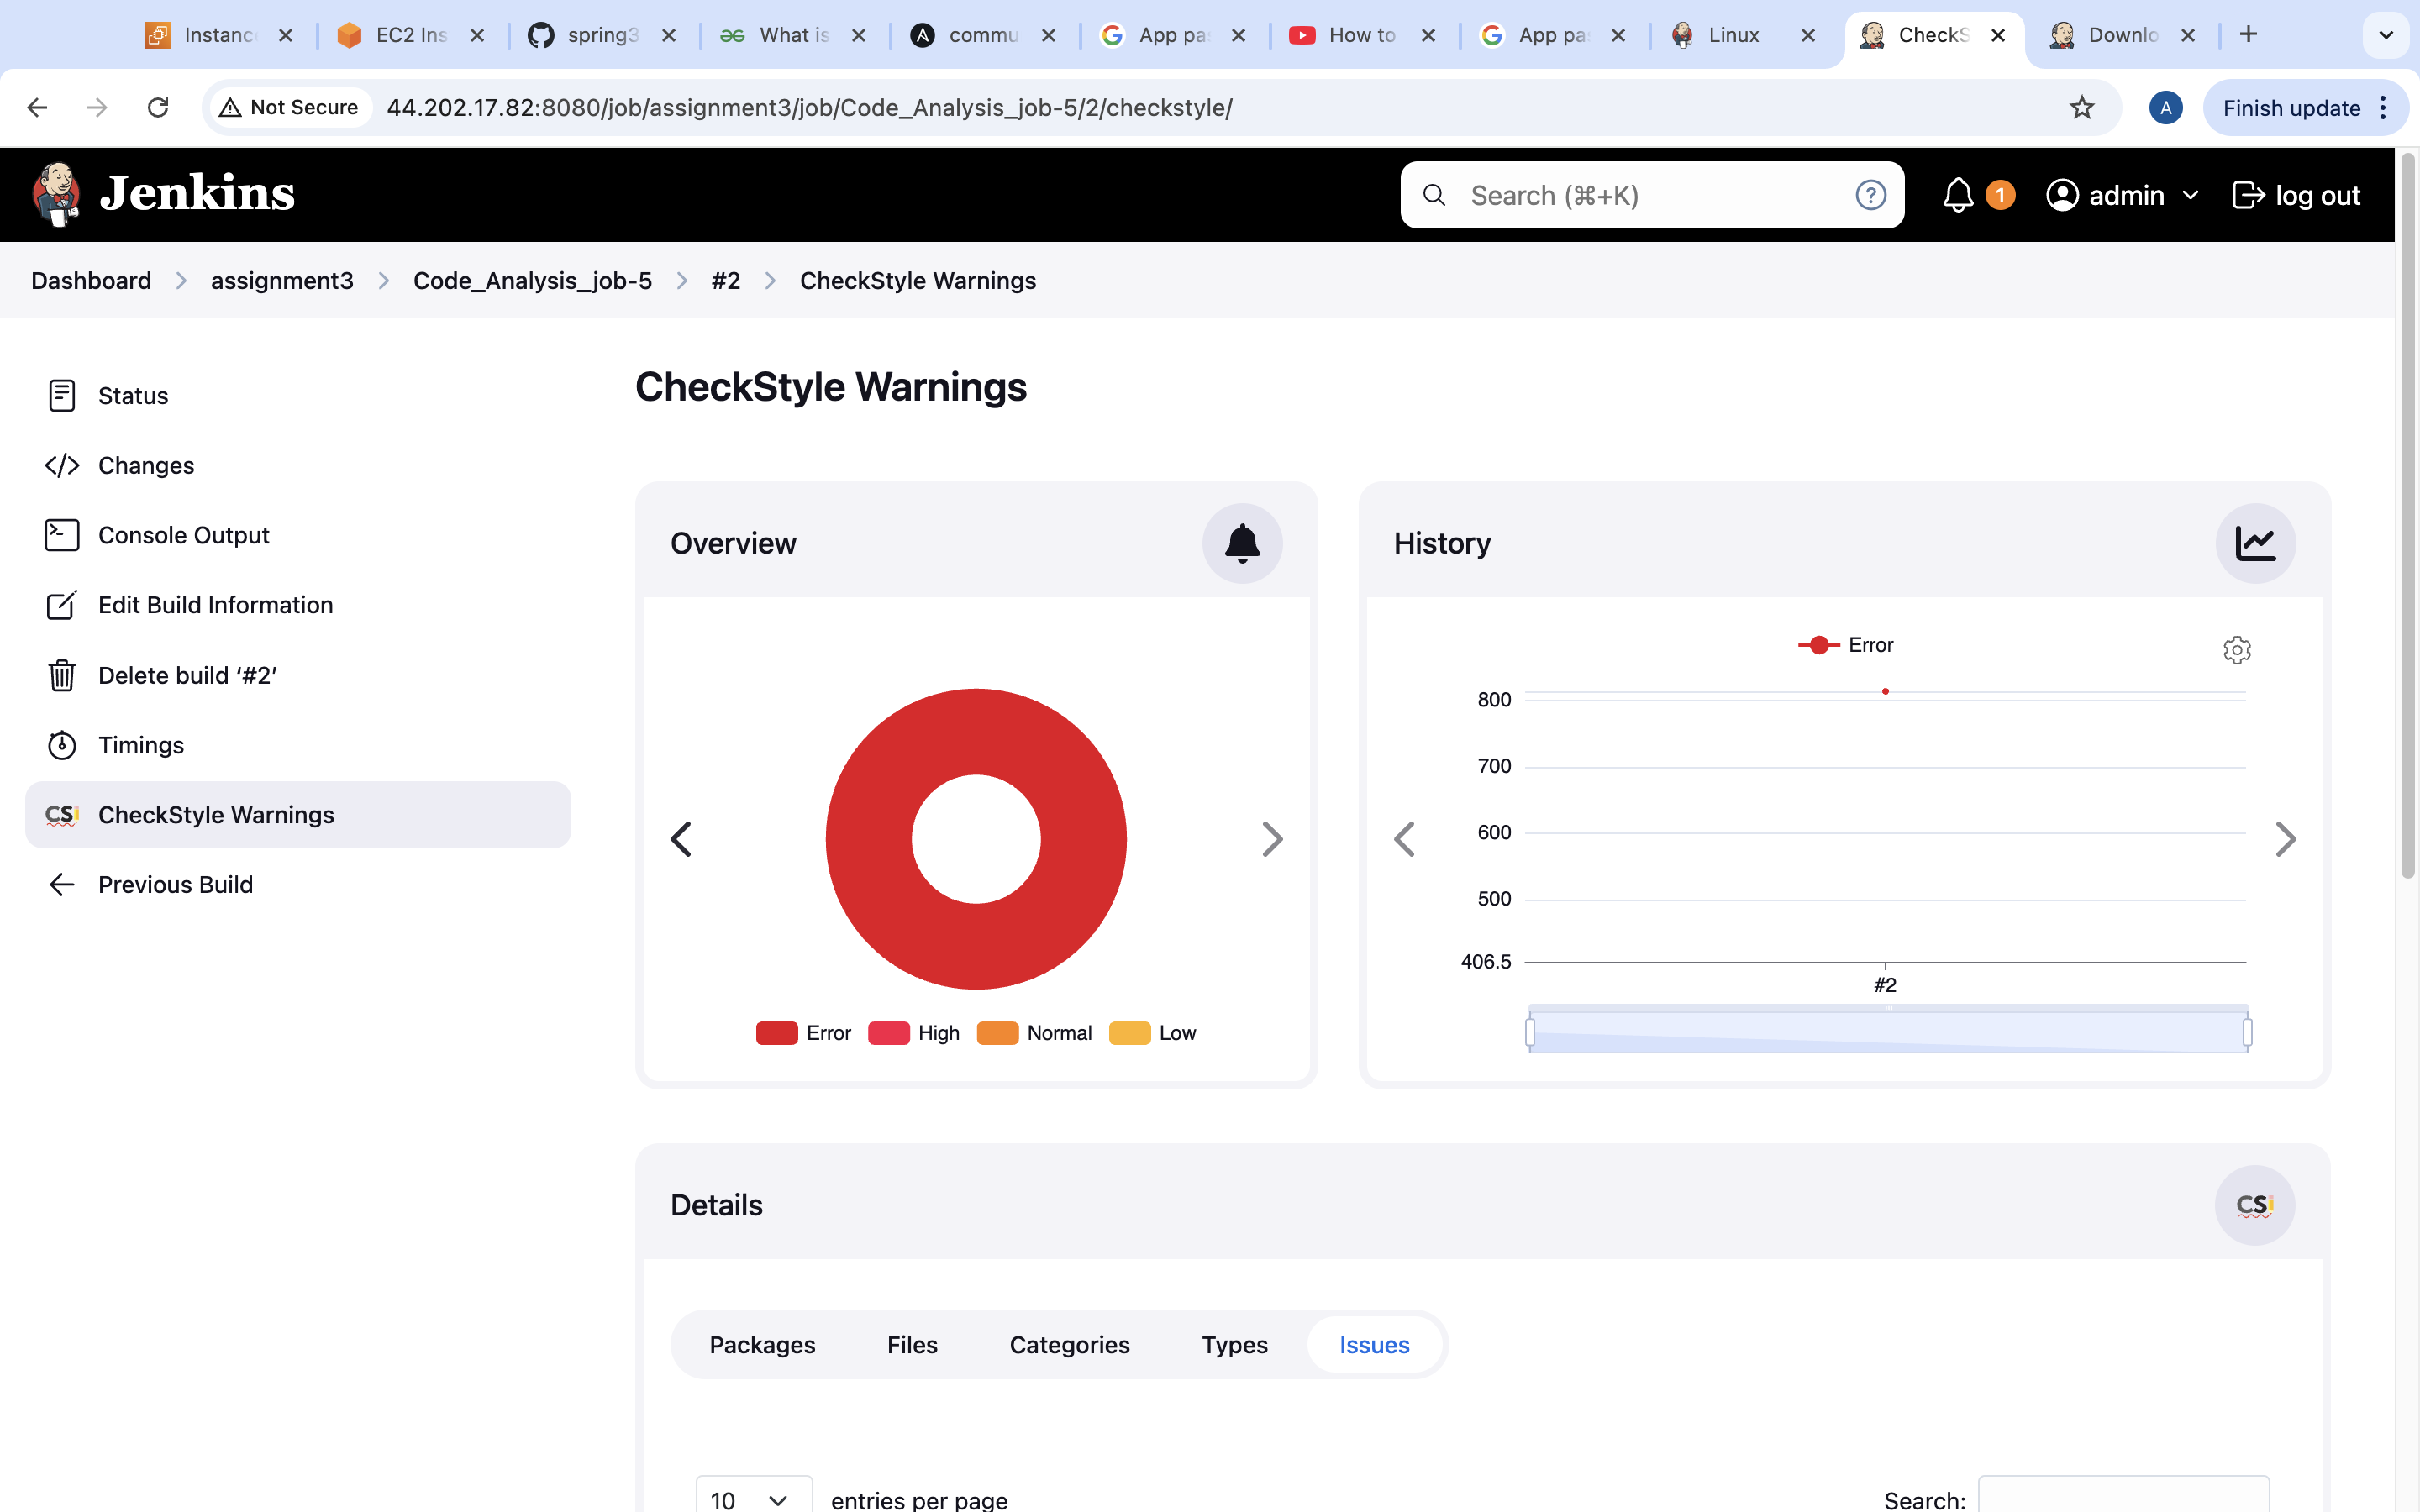 Instanc
EC2 Ins
spring3
What is
commu
App pa
How to
App pa
Linux
CheckS
Downlo
Not Secure
44.202.17.82:8080/job/assignment3/job/Code_Analysis_job-5/2/checkstyle/
A
Finish update
Jenkins
Search (⌘+K)
?
1
admin
log out
Dashboard
assignment3
Code_Analysis_job-5
#2
CheckStyle Warnings
Status
Changes
Console Output
Edit Build Information
Delete build ‘#2’
Timings
CheckStyle Warnings
Previous Build
CheckStyle Warnings
Overview
Error
High
Normal
Low
History
Error
800
700
600
500
406.5
#2
Details
Packages
Files
Categories
Types
Issues
10
entries per page
Search: